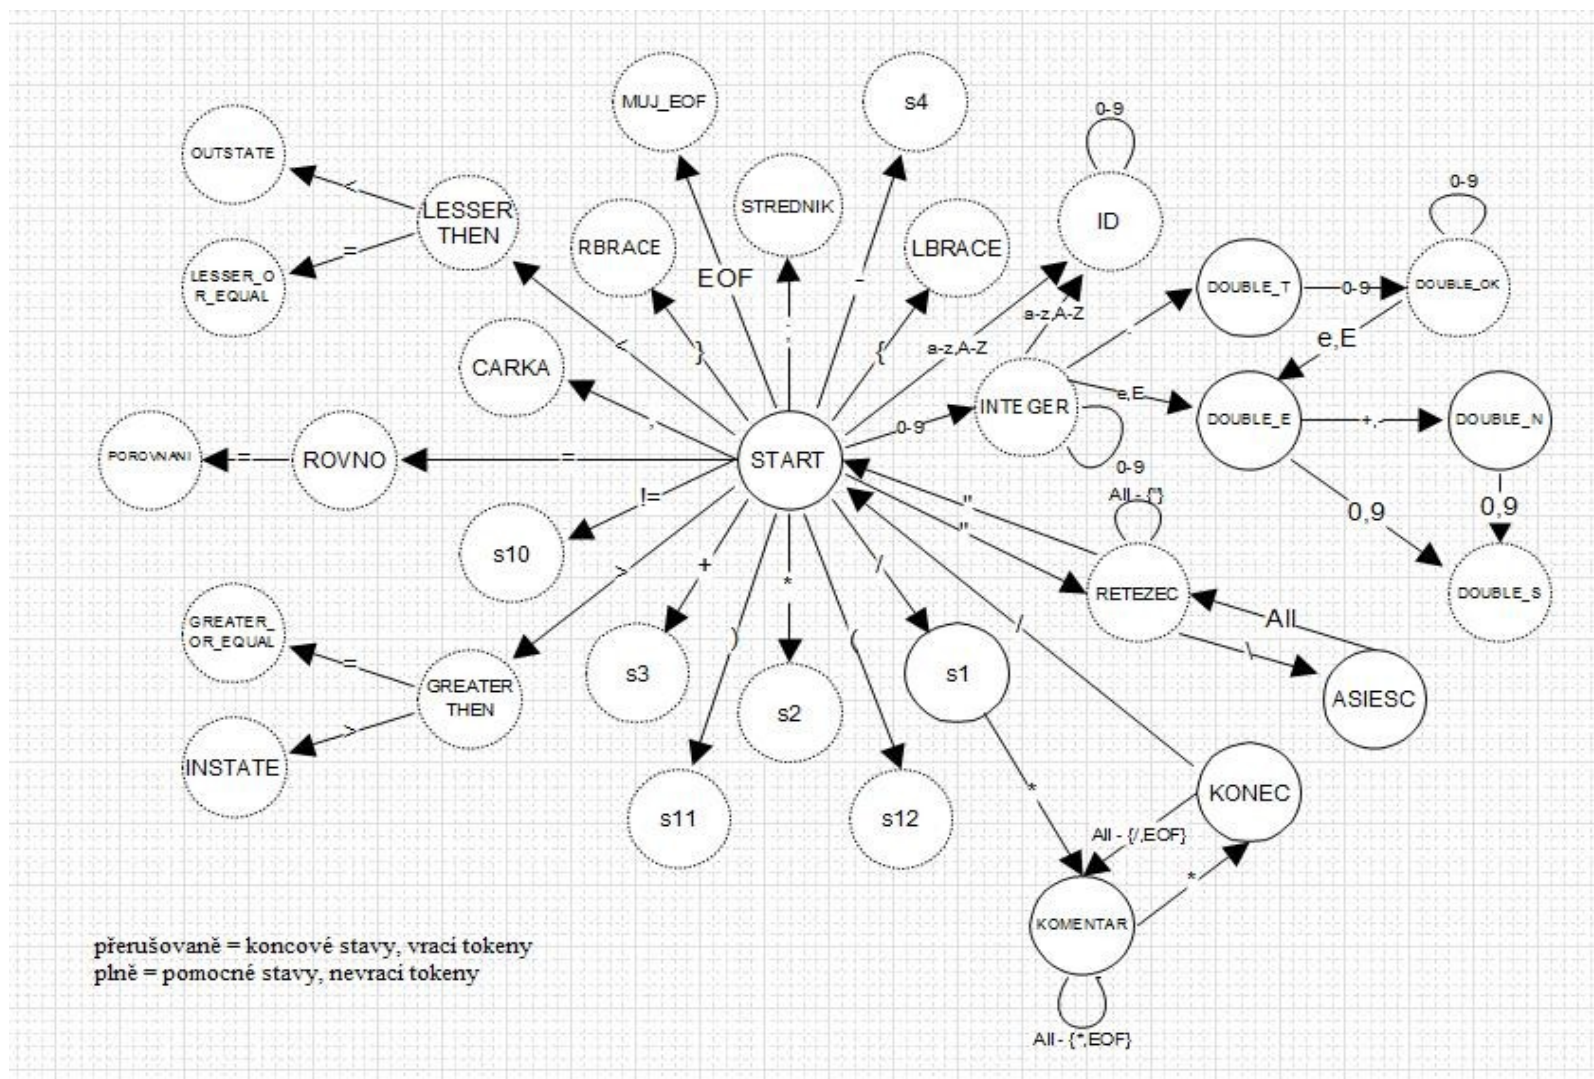 MUJ_EOF
s4
0-9
OUTSTATE
<
LESSER
THEN
STREDNIK
ID
0-9
RBRACE
LBRACE
=
LESSER_O
R_EQUAL
EOF
-
DOUBLE_T
0-9
DOUBLE_OK
;
a-z,A-Z
.
e,E
<
}
{
a-z,A-Z
CARKA
,
INTEGER
e,E
DOUBLE_E
+,-
DOUBLE_N
0-9
POROVNANI
=
ROVNO
=
START
0-9
All - {"}
!=
"
"
0,9
0,9
s10
>
+
*
/
RETEZEC
DOUBLE_S
GREATER_
OR_EQUAL
All
/
)
(
\
=
s3
s1
GREATER
THEN
s2
ASIESC
>
INSTATE
*
KONEC
s11
s12
All - {/,EOF}
*
KOMENTAR
přerušovaně = koncové stavy, vrací tokeny
plně = pomocné stavy, nevrací tokeny
All - {*,EOF}